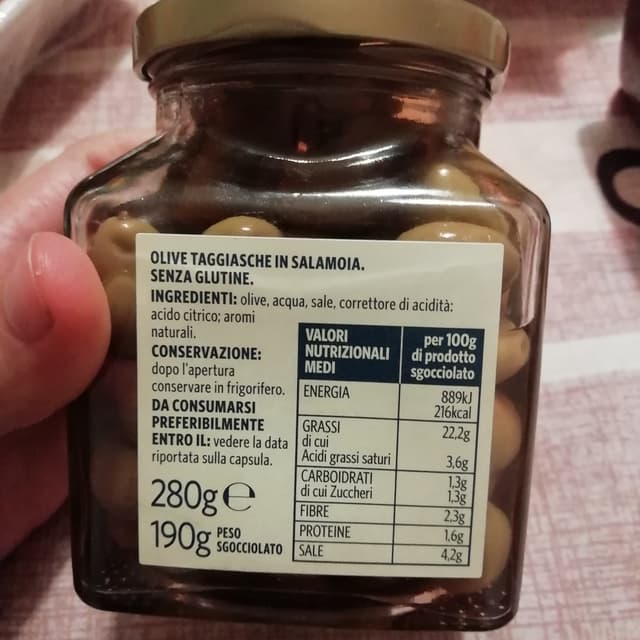 OLIVE TAGGIASCHE IN SALAMOIA.
SENZA GLUTINE.
INGREDIENTI: olive, acqua, sale, correttore di acidità:
acido citrico; aromi
naturali.
CONSERVAZIONE:
dopo l'apertura
conservare in frigorifero.
DA CONSUMARSI
PREFERIBILMENTE
ENTRO IL: vedere la data
riportata sulla capsula.
280g ℮
190g PESO
SGOCCIOLATO
VALORI
NUTRIZIONALI
MEDI
per 100g
di prodotto
sgocciolato
ENERGIA 889kJ
216kcal
GRASSI 22,2g
di cui
Acidi grassi saturi 3,6g
CARBOIDRATI 1,3g
di cui Zuccheri 1,3g
FIBRE 2,3g
PROTEINE 1,6g
SALE 4,2g